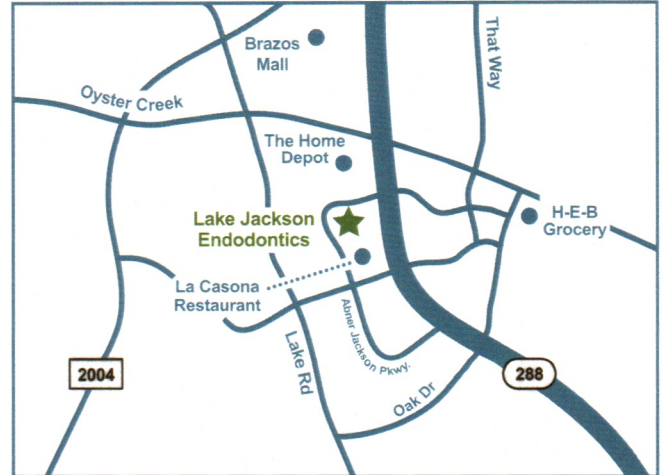 Brazos
Mall
That Way
Oyster Creek
The Home
Depot
Lake Jackson
Endodontics
H-E-B
Grocery
La Casona
Restaurant
Abner Jackson Pkwy.
Lake Rd
2004
288
Oak Dr